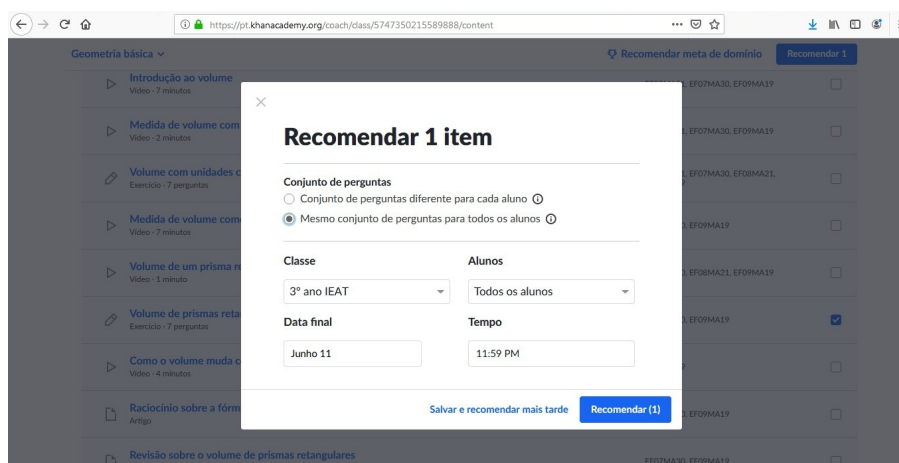 https://pt.khanacademy.org/coach/class/5747350215589888/content
Geometria básica
Recomendar meta de domínio
Recomendar 1
Introdução ao volume
Vídeo - 7 minutos
, EF07MA30, EF09MA19
Medida de volume com
Vídeo - 2 minutos
, EF07MA30, EF09MA19
Volume com unidades
Exercício - 7 perguntas
, EF07MA30, EF08MA21,
Medida de volume com
Vídeo - 7 minutos
, EF09MA19
Volume de um prisma
Vídeo - 1 minuto
, EF08MA21, EF09MA19
Volume de prismas reta
Exercício - 7 perguntas
, EF09MA19
Como o volume muda
Vídeo - 4 minutos
Raciocínio sobre a fórm
Artigo
, EF09MA19
Revisão sobre o volume de prismas retangulares
EF07MA30, EF09MA19
Recomendar 1 item
Conjunto de perguntas
Conjunto de perguntas diferente para cada aluno
Mesmo conjunto de perguntas para todos os alunos
Classe
Alunos
3° ano IEAT
Todos os alunos
Data final
Tempo
Junho 11
11:59 PM
Salvar e recomendar mais tarde
Recomendar (1)